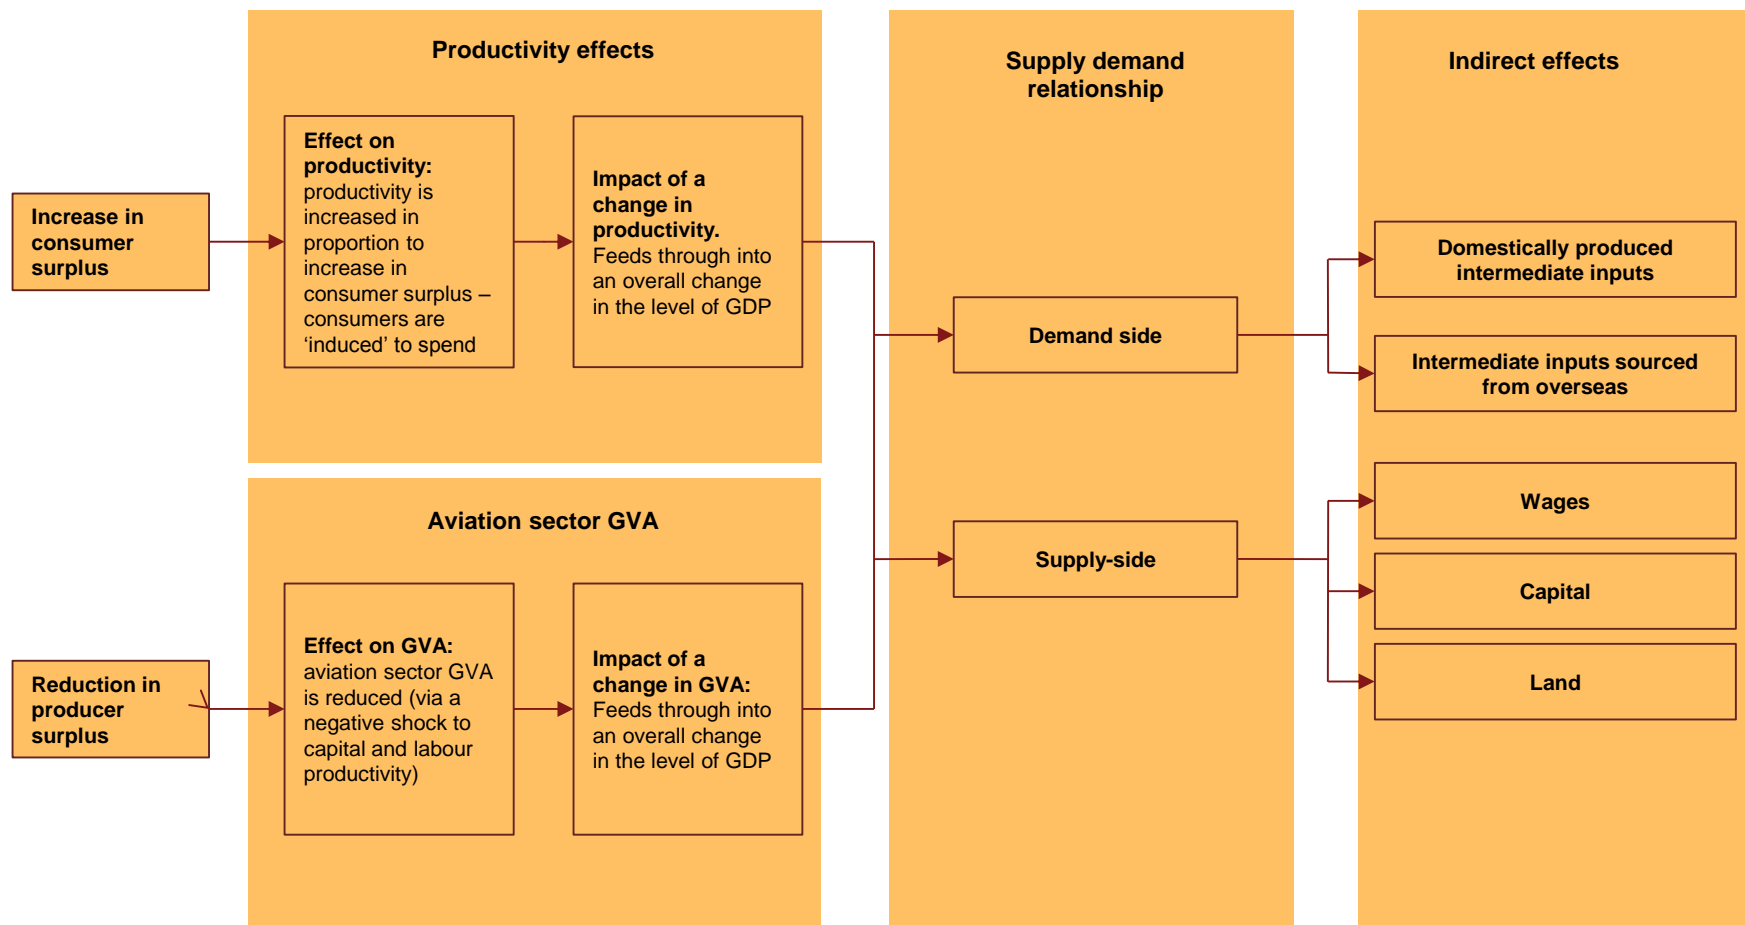 Productivity effects
Increase in
consumer
surplus
Effect on
productivity:
productivity is
increased in
proportion to
increase in
consumer surplus –
consumers are
‘induced’ to spend
Impact of a
change in
productivity.
Feeds through into
an overall change
in the level of GDP
Aviation sector GVA
Reduction in
producer
surplus
Effect on GVA:
aviation sector GVA
is reduced (via a
negative shock to
capital and labour
productivity)
Impact of a
change in GVA:
Feeds through into
an overall change
in the level of GDP
Supply demand
relationship
Demand side
Supply-side
Indirect effects
Domestically produced
intermediate inputs
Intermediate inputs sourced
from overseas
Wages
Capital
Land